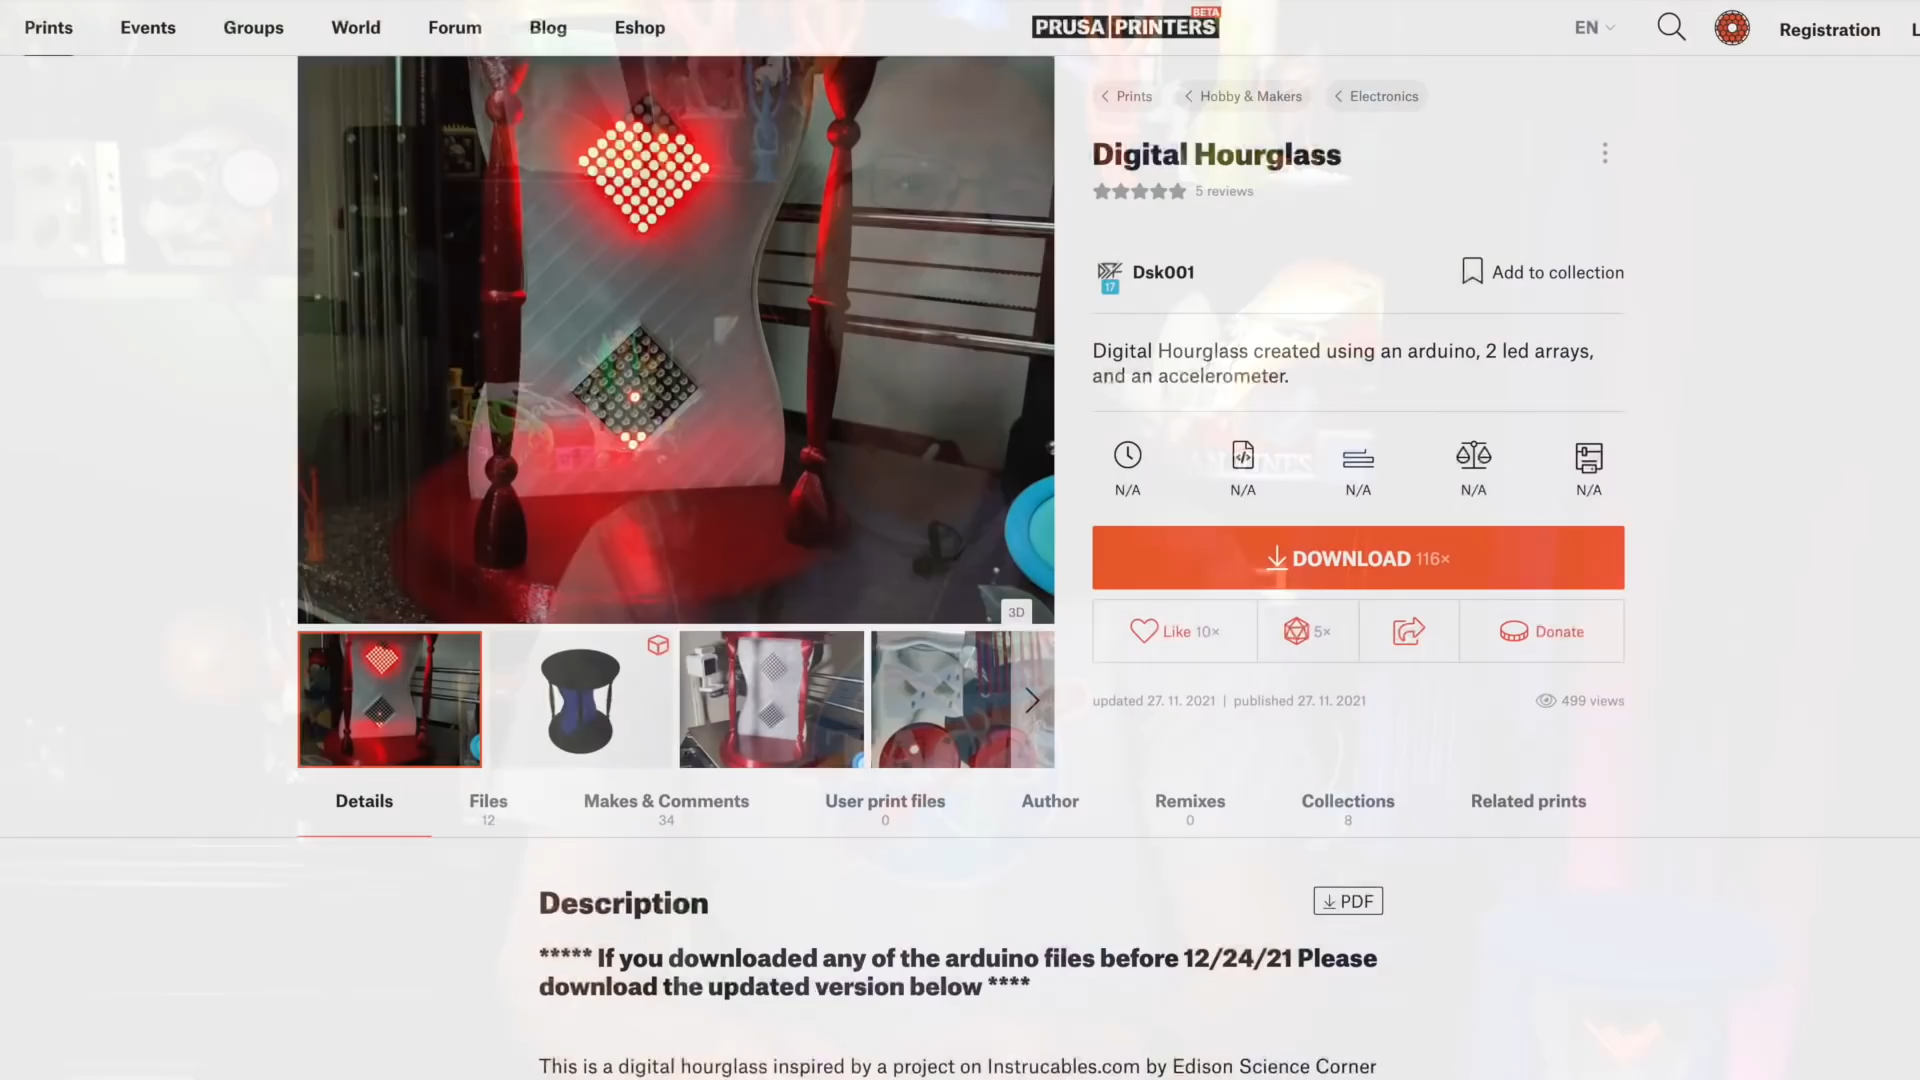 Prints Events Groups World Forum Blog Eshop
PRUSA PRINTERS BETA
EN
Registration
Prints Hobby & Makers Electronics
Digital Hourglass
5 reviews
17
Dsk001
Add to collection
Digital Hourglass created using an arduino, 2 led arrays,
and an accelerometer.
N/A N/A N/A N/A N/A
DOWNLOAD 116×
Like 10× 5× Donate
3D
updated 27. 11. 2021 | published 27. 11. 2021
499 views
Details Files Makes & Comments User print files Author Remixes Collections Related prints
12 34 0 0 8
Description
PDF
***** If you downloaded any of the arduino files before 12/24/21 Please
download the updated version below ****
This is a digital hourglass inspired by a project on Instrucables.com by Edison Science Corner